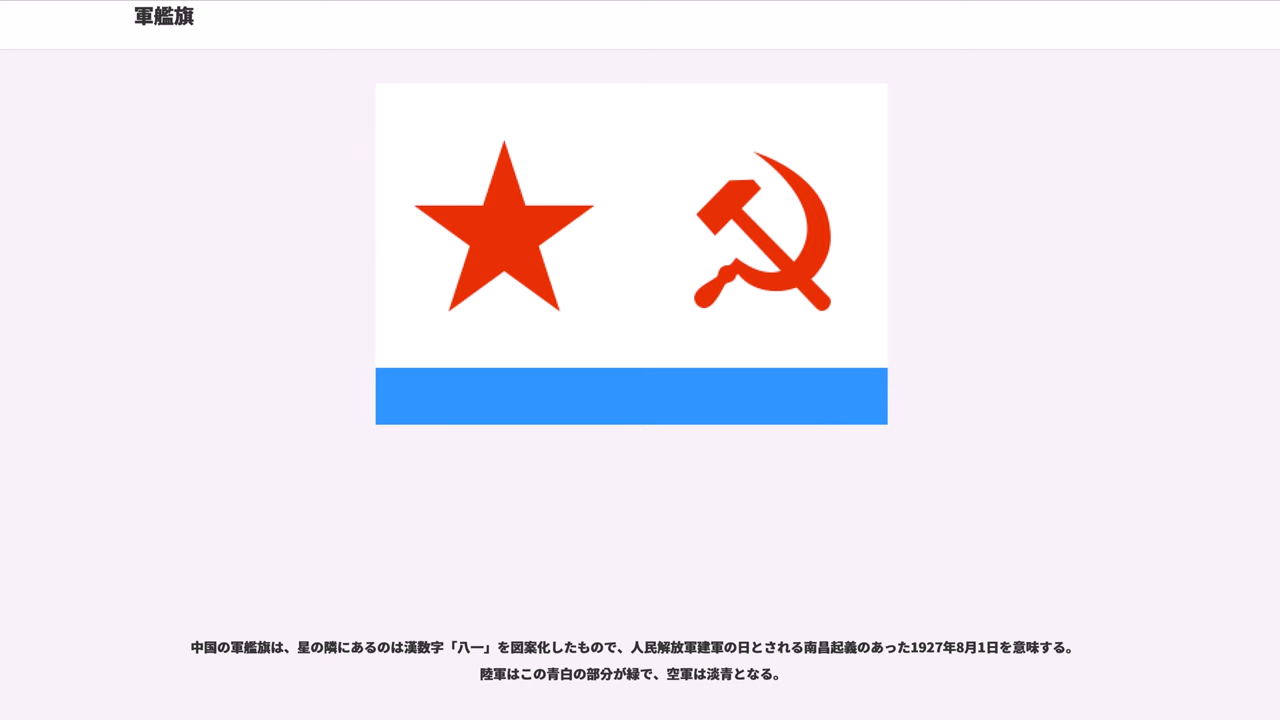 軍艦旗
中国の軍艦旗は、星の隣にあるのは漢数字「八一」を図案化したもので、人民解放軍建軍の日とされる南昌起義のあった1927年8月1日を意味する。
陸軍はこの青白の部分が緑で、空軍は淡青となる。